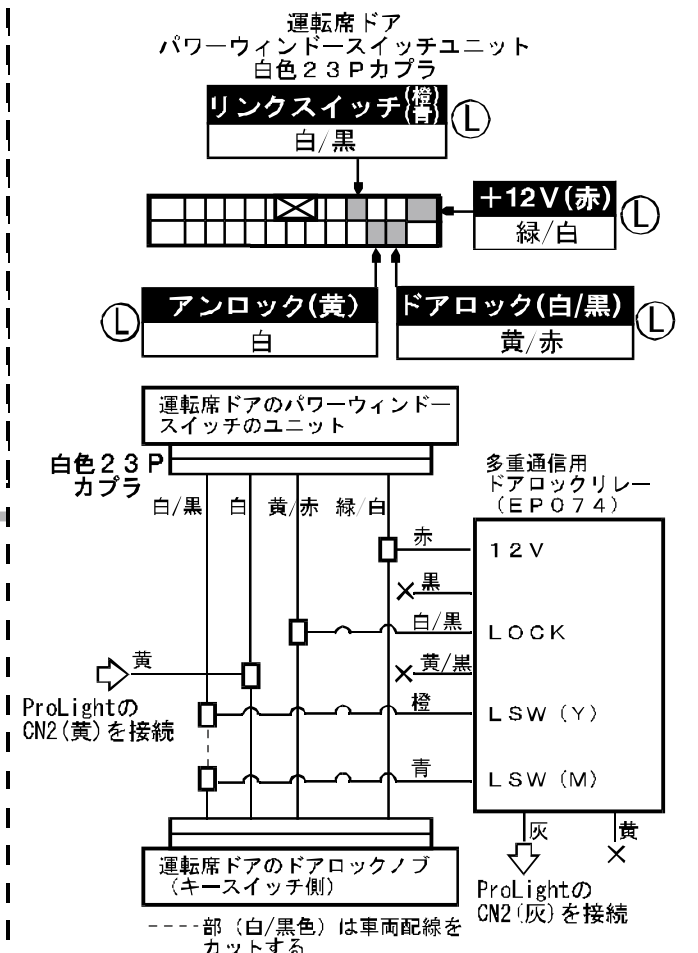 運転席ドア
パワーウィンドースイッチユニット
白色２３Ｐカプラ
リンクスイッチ(橙青)
Ⓛ
白/黒
＋12Ｖ(赤)
Ⓛ
緑/白
アンロック(黄)
Ⓛ
白
ドアロック(白/黒)
Ⓛ
黄/赤
運転席ドアのパワーウィンドー
スイッチのユニット
白色２３Ｐ
カプラ
白/黒 白 黄/赤 緑/白
多重通信用
ドアロックリレー
（ＥＰ０７４）
赤
１２Ｖ
黒
白/黒
ＬＯＣＫ
黄/黒
黄
ProLightの
CN2(黄)を接続
橙
ＬＳＷ（Ｙ）
青
ＬＳＷ（Ｍ）
灰
黄
運転席ドアのドアロックノブ
（キースイッチ側）
ProLightの
CN2(灰)を接続
----部（白/黒色）は車両配線を
カットする